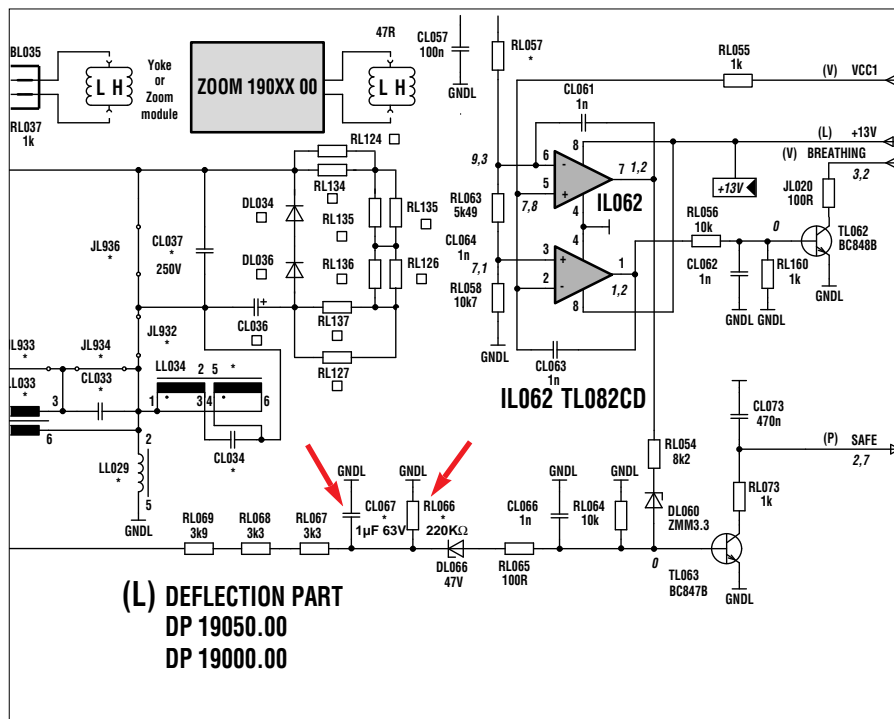 BL035
RL037
1k
L H
Yoke
or
Zoom
module
ZOOM 190XX 00
47R
L H
CL057
100n
GNDL
RL057
*
RL055
1k
(V) VCC1
CL061
1n
(L) +13V
(V) BREATHING
3,2
+13V
JL020
100R
TL062
BC848B
GNDL
9,3
6
-
5
+
7,8
8
7
1,2
4
IL062
RL063
5k49
CL064
1n
7,1
3
+
2
-
4
1
1,2
8
RL058
10k7
GNDL
CL063
1n
IL062 TL082CD
RL056
10k
0
CL062
1n
RL160
1k
GNDL
GNDL
RL124
RL134
DL034
RL135
RL135
JL936
*
CL037
*
250V
DL036
RL136
RL126
+
CL036
RL137
RL127
JL933
*
JL934
*
JL932
*
LL033
*
CL033
*
LL034
2 5 *
1
3
4
6
3
6
CL034
*
2
LL029
*
5
GNDL
GNDL
CL067
*
1µF 63V
GNDL
RL066
*
220KΩ
GNDL
CL066
1n
GNDL
RL064
10k
RL054
8k2
DL060
ZMM3.3
CL073
470n
(P) SAFE
2,7
RL073
1k
RL069
3k9
RL068
3k3
RL067
3k3
DL066
47V
RL065
100R
0
TL063
BC847B
GNDL
(L) DEFLECTION PART
DP 19050.00
DP 19000.00